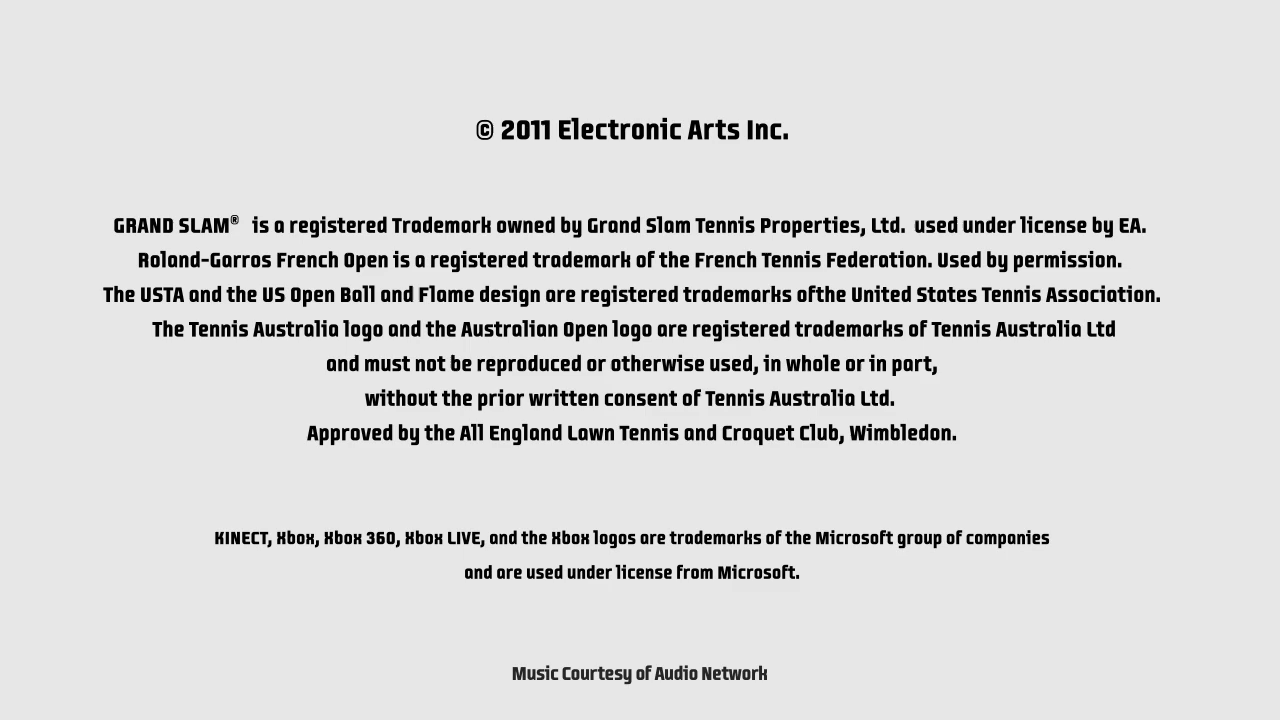 © 2011 Electronic Arts Inc.
GRAND SLAM® is a registered Trademark owned by Grand Slam Tennis Properties, Ltd. used under license by EA.
Roland-Garros French Open is a registered trademark of the French Tennis Federation. Used by permission.
The USTA and the US Open Ball and Flame design are registered trademarks ofthe United States Tennis Association.
The Tennis Australia logo and the Australian Open logo are registered trademarks of Tennis Australia Ltd
and must not be reproduced or otherwise used, in whole or in part,
without the prior written consent of Tennis Australia Ltd.
Approved by the All England Lawn Tennis and Croquet Club, Wimbledon.
KINECT, Xbox, Xbox 360, Xbox LIVE, and the Xbox logos are trademarks of the Microsoft group of companies
and are used under license from Microsoft.
Music Courtesy of Audio Network